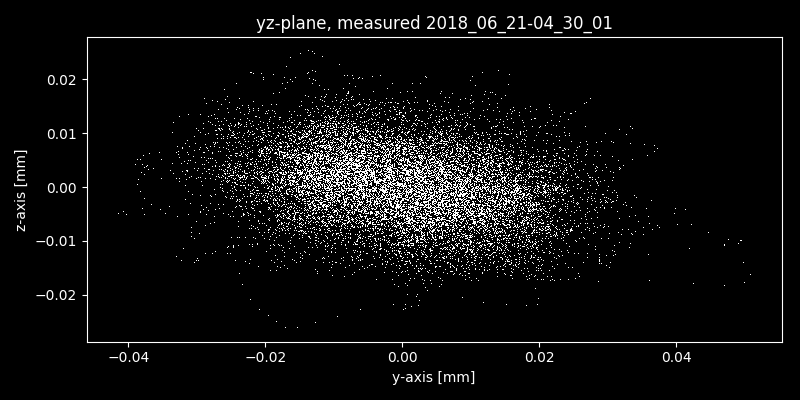 yz-plane, measured 2018_06_21-04_30_01
z-axis [mm]
0.02
0.01
0.00
−0.01
−0.02
−0.04 −0.02 0.00 0.02 0.04
y-axis [mm]